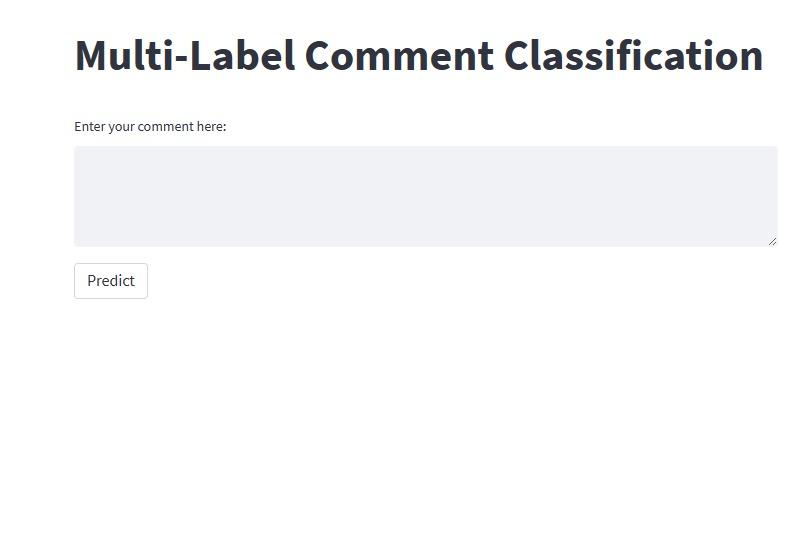 Multi-Label Comment Classification
Enter your comment here:
Predict